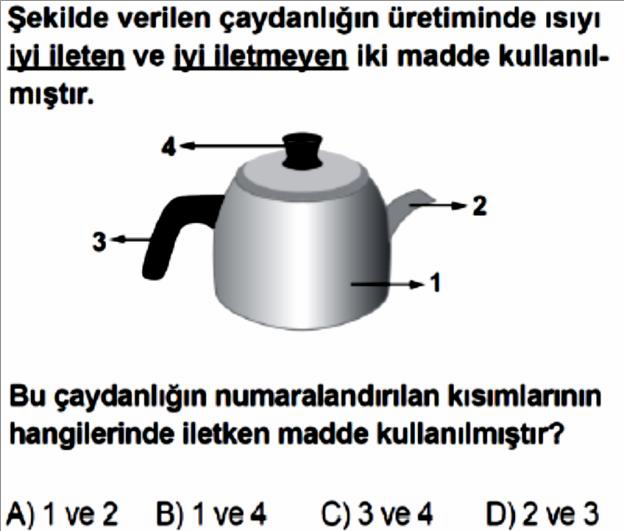 Şekilde verilen çaydanlığın üretiminde ısıyı
iyi ileten ve iyi iletmeyen iki madde kullanıl-
mıştır.
4
2
3
1
Bu çaydanlığın numaralandırılan kısımlarının
hangilerinde iletken madde kullanılmıştır?
A) 1 ve 2 B) 1 ve 4 C) 3 ve 4 D) 2 ve 3